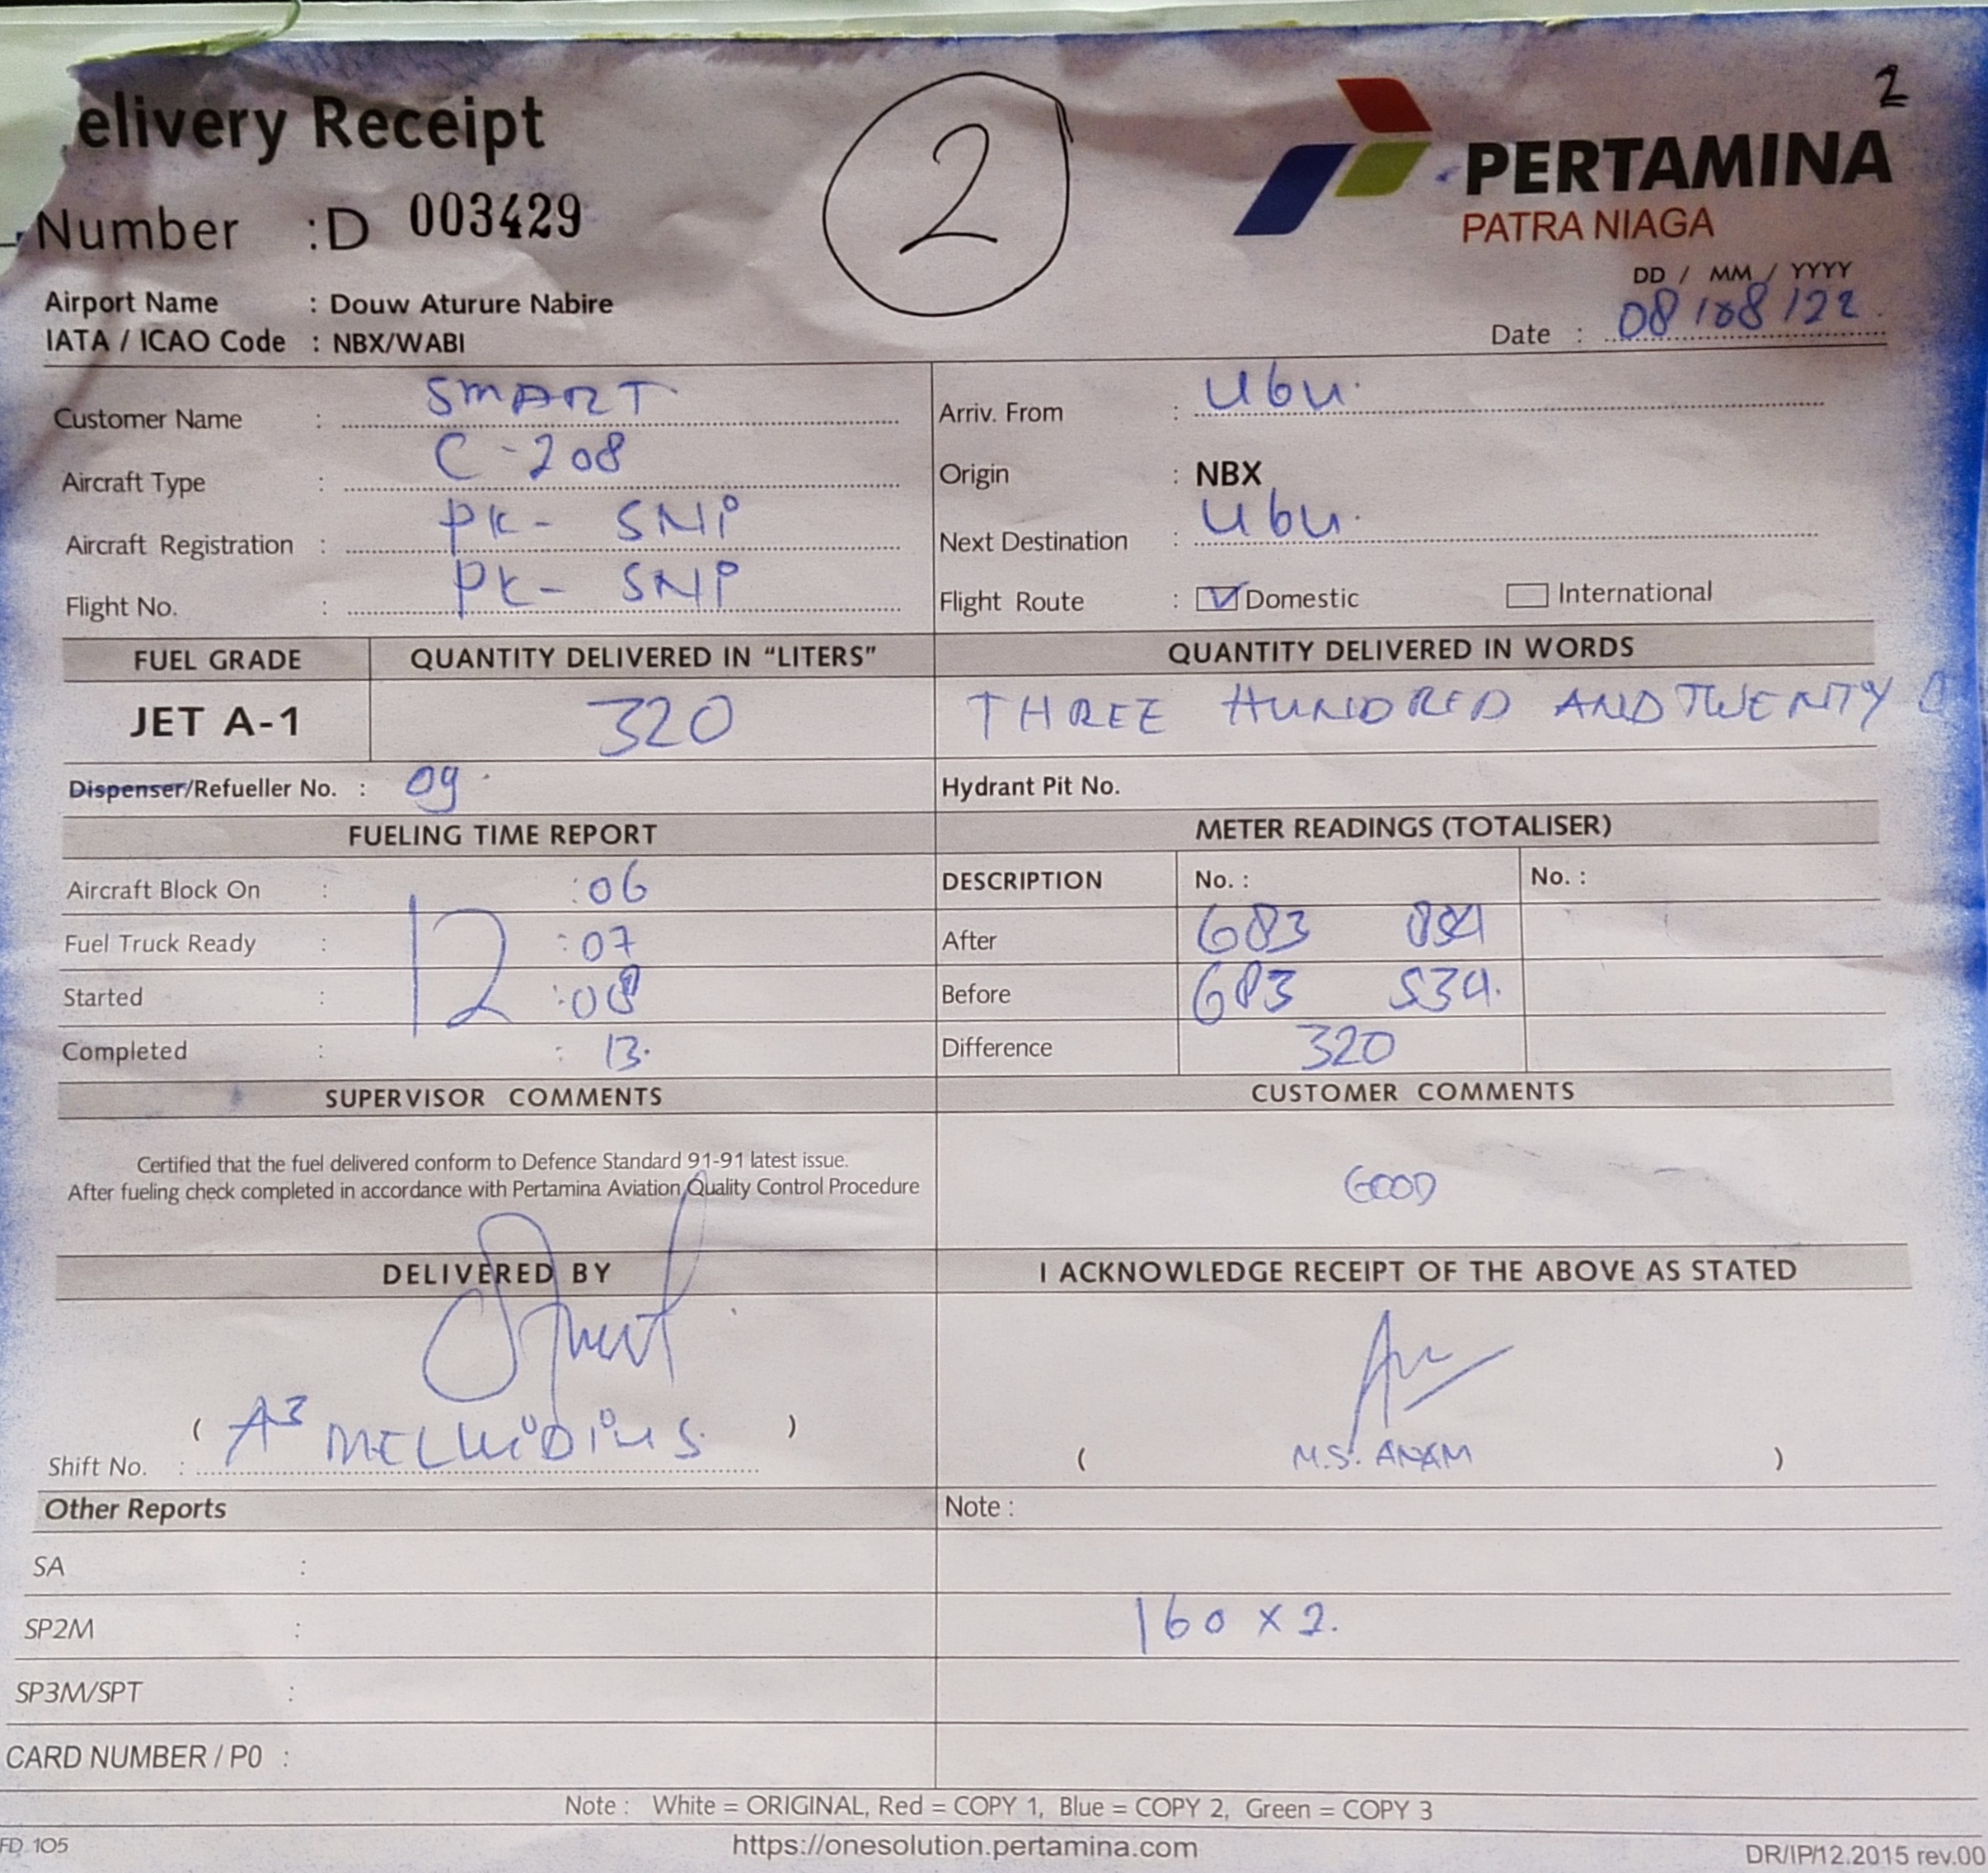 elivery Receipt
2
2
PERTAMINA
PATRA NIAGA
Number :D 003429
DD / MM / YYYY
Date : 08/08/22.
Airport Name : Douw Aturure Nabire
IATA / ICAO Code : NBX/WABI
Customer Name : SMART
Arriv. From : Ubu.
Aircraft Type : C-208
Origin : NBX
Aircraft Registration : PK- SNI
Next Destination : Ubu.
Flight No. : PK- SNI
Flight Route : Domestic International
FUEL GRADE QUANTITY DELIVERED IN “LITERS” QUANTITY DELIVERED IN WORDS
JET A-1 320 THREE HUNDRED AND TWENTY
Dispenser/Refueller No. : 09.
Hydrant Pit No.
FUELING TIME REPORT
METER READINGS (TOTALISER)
Aircraft Block On : :06
DESCRIPTION No. : No. :
Fuel Truck Ready : 12 :07
After 683
Started : :08
Before 683 534.
Completed : : 13.
Difference 320
SUPERVISOR COMMENTS
CUSTOMER COMMENTS
Certified that the fuel delivered conform to Defence Standard 91-91 latest issue.
After fueling check completed in accordance with Pertamina Aviation Quality Control Procedure
GOOD
DELIVERED BY
I ACKNOWLEDGE RECEIPT OF THE ABOVE AS STATED
( A3 )
Shift No. :
( M.S. ANAM )
Other Reports
Note :
SA :
SP2M :
160 x 2.
SP3M/SPT :
CARD NUMBER / P0 :
Note : White = ORIGINAL, Red = COPY 1, Blue = COPY 2, Green = COPY 3
FD 105
https://onesolution.pertamina.com
DR/IP/12.2015 rev.00